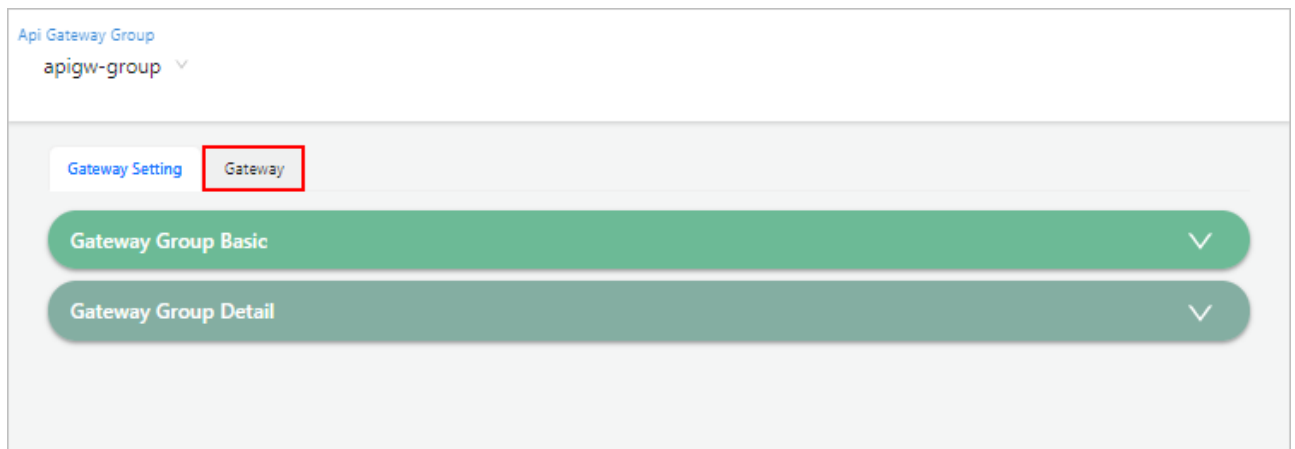 Api Gateway Group
apigw-group
Gateway Setting Gateway
Gateway Group Basic
Gateway Group Detail